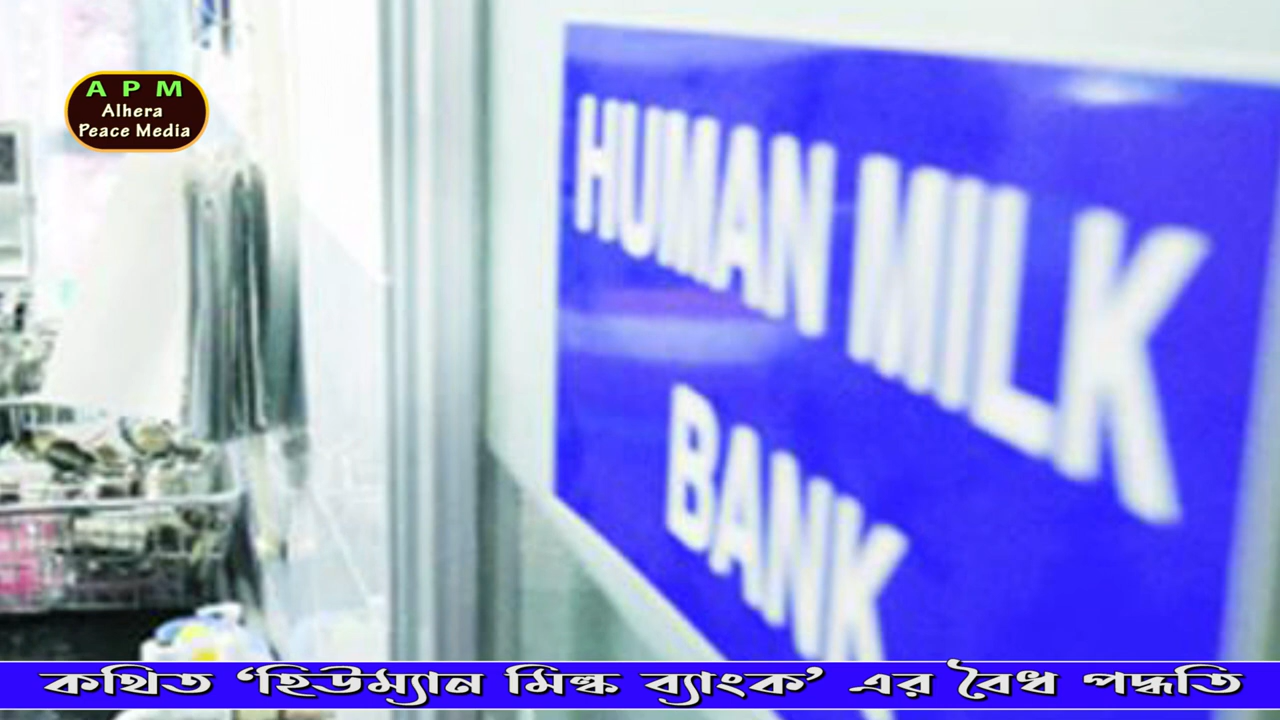 A P M
Alhera
Peace Media
HUMAN MILK
BANK
কথিত ‘হিউম্যান মিল্ক ব্যাংক’ এর বৈধ পদ্ধতি